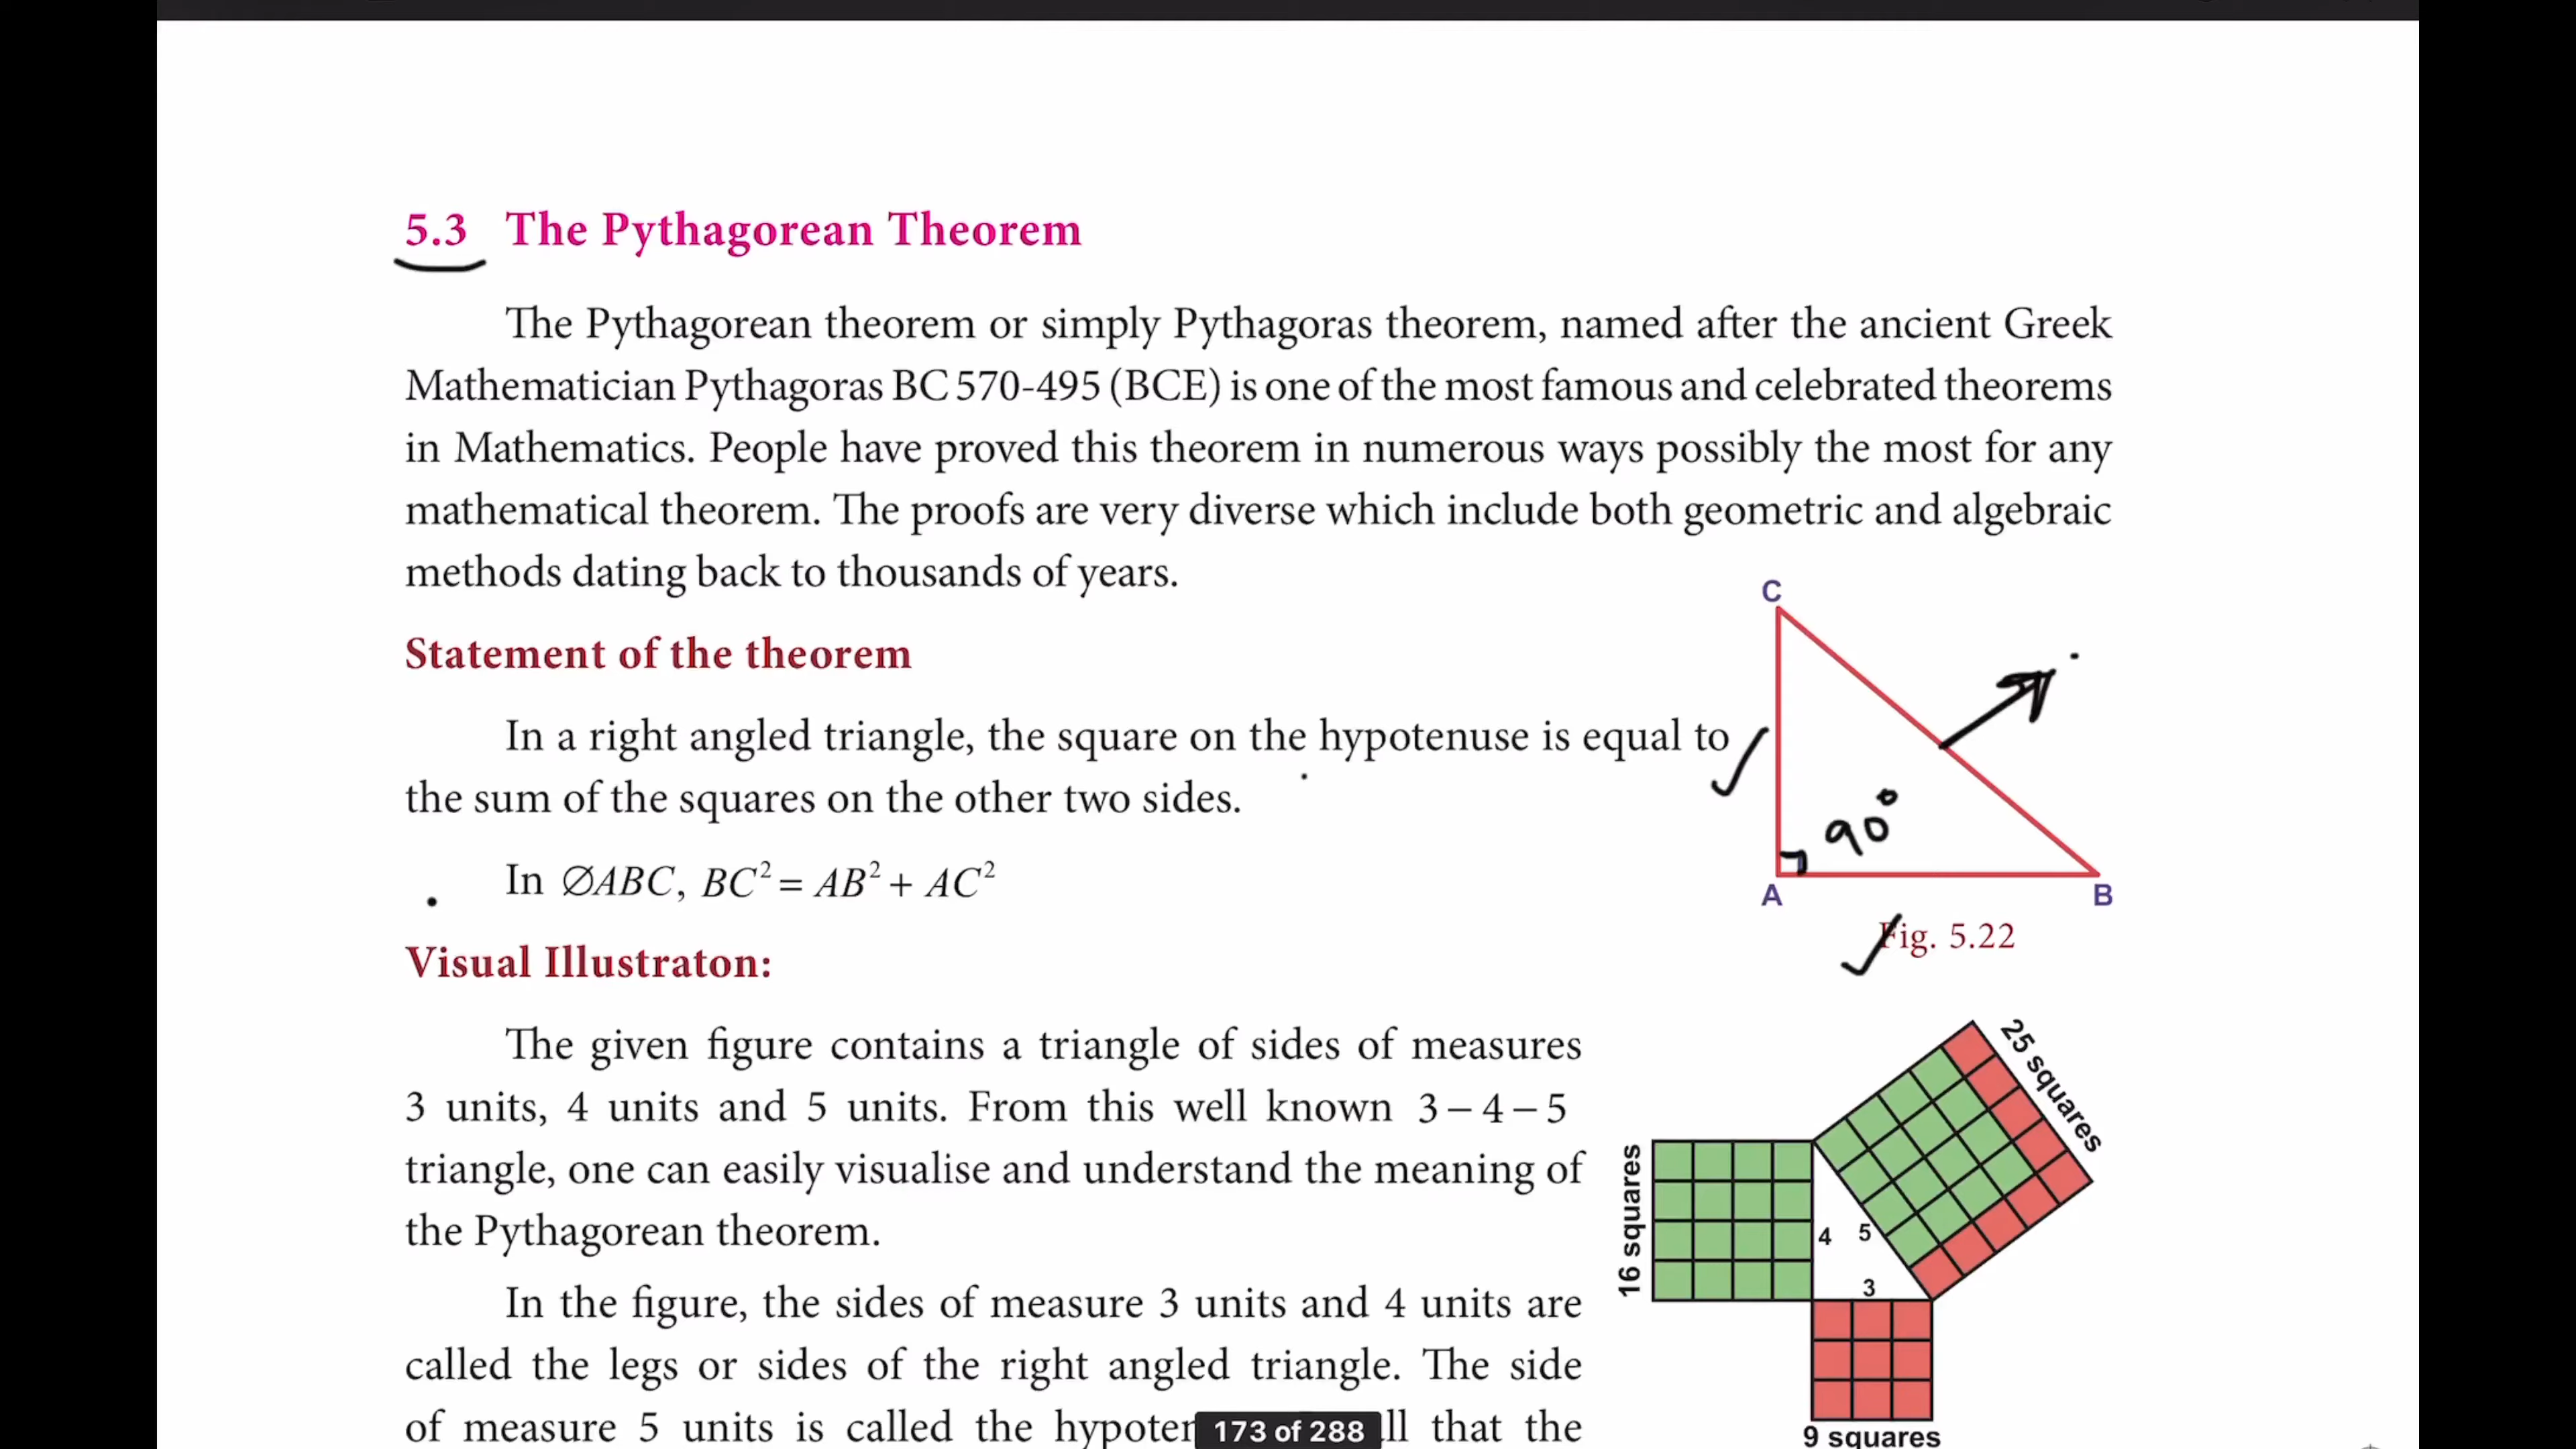 5.3 The Pythagorean Theorem
The Pythagorean theorem or simply Pythagoras theorem, named after the ancient Greek
Mathematician Pythagoras BC 570-495 (BCE) is one of the most famous and celebrated theorems
in Mathematics. People have proved this theorem in numerous ways possibly the most for any
mathematical theorem. The proofs are very diverse which include both geometric and algebraic
methods dating back to thousands of years.
Statement of the theorem
In a right angled triangle, the square on the hypotenuse is equal to
the sum of the squares on the other two sides.
In ∅ABC, BC² = AB² + AC²
C
90°
A
B
Fig. 5.22
Visual Illustraton:
The given figure contains a triangle of sides of measures
3 units, 4 units and 5 units. From this well known 3 – 4 – 5
triangle, one can easily visualise and understand the meaning of
the Pythagorean theorem.
In the figure, the sides of measure 3 units and 4 units are
called the legs or sides of the right angled triangle. The side
of measure 5 units is called the hypoten
ll that the
173 of 288
25 squares
16 squares
4
5
3
9 squares